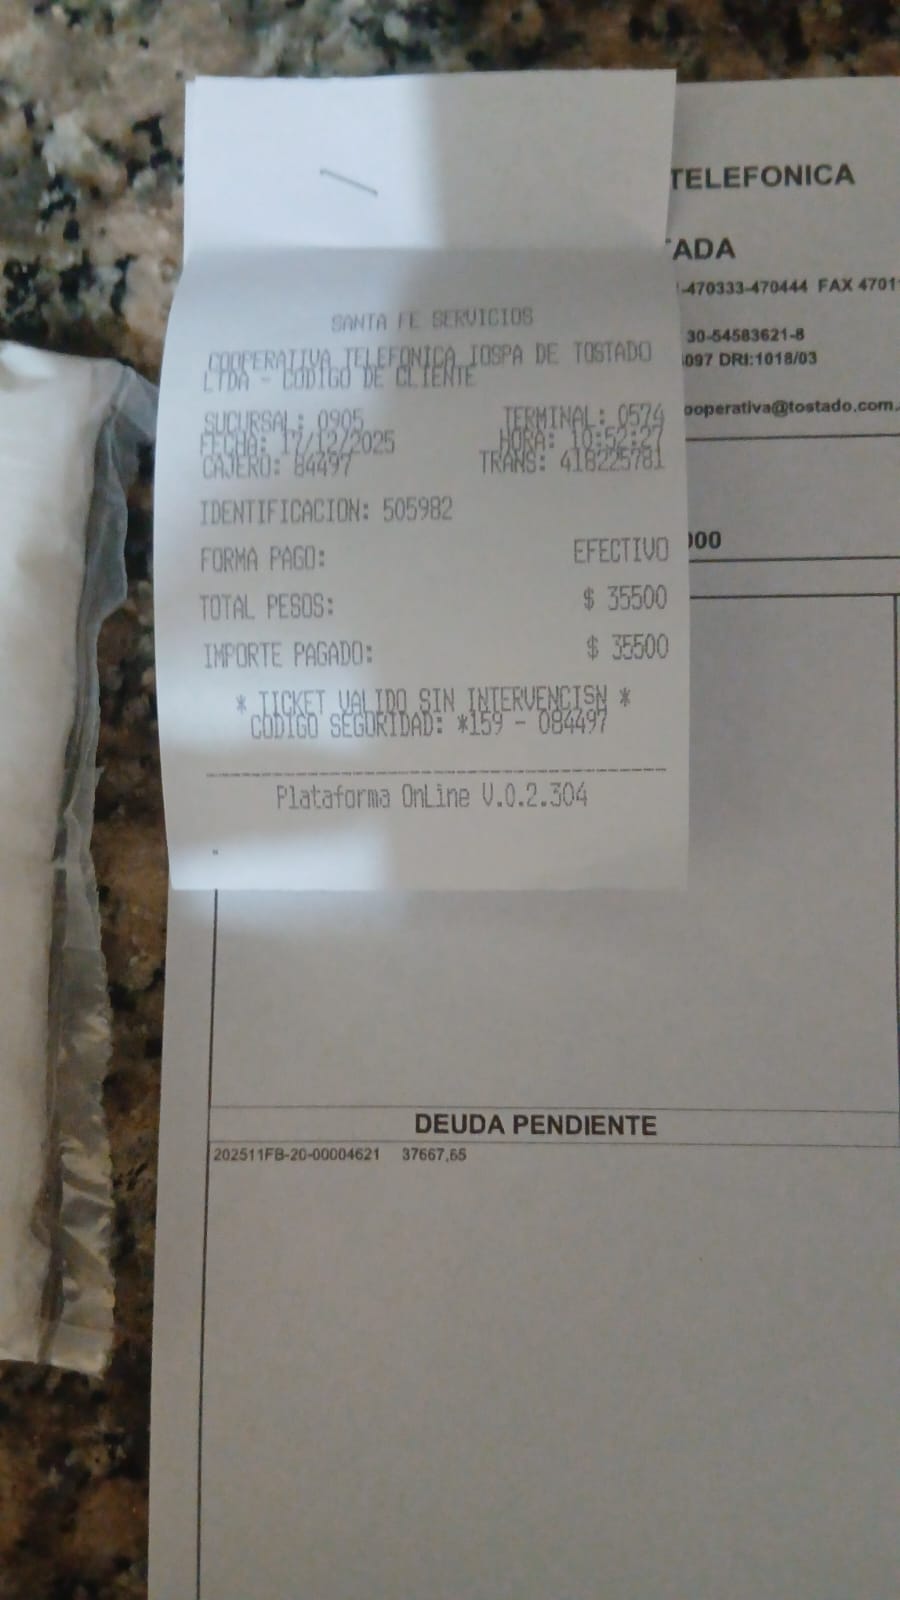 TELEFONICA
TADA
-470333-470444 FAX 4701
30-54583621-8
097 DRI:1018/03
ooperativa@tostado.com.
000
SANTA FE SERVICIOS
COOPERATIVA TELEFONICA IOSPA DE TOSTADO
LTDA - CODIGO DE CLIENTE
SUCURSAL: 0905 TERMINAL: 0574
FECHA: 17/12/2025 HORA: 10:52:27
CAJERO: 84497 TRANS: 418225781
IDENTIFICACION: 505982
FORMA PAGO: EFECTIVO
TOTAL PESOS: $ 35500
IMPORTE PAGADO: $ 35500
* TICKET VALIDO SIN INTERVENCISN *
CODIGO SEGURIDAD: *159 - 084497
Plataforma OnLine V.0.2.304
DEUDA PENDIENTE
202511FB-20-00004621 37667,65